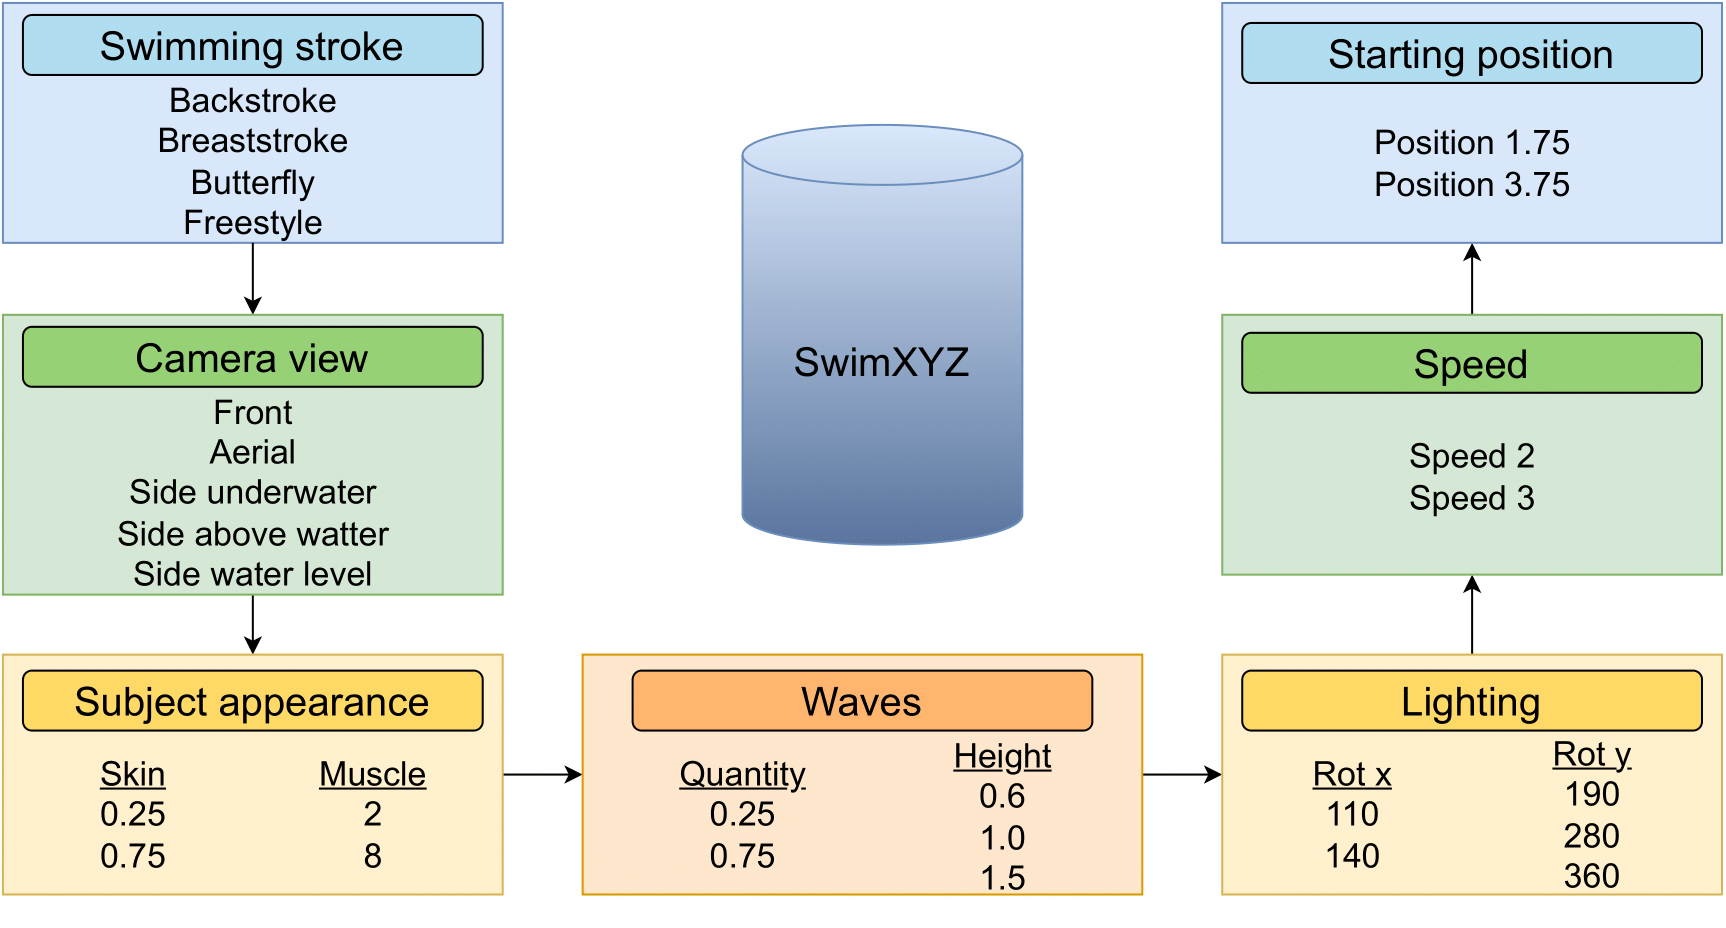 Swimming stroke
Backstroke
Breaststroke
Butterfly
Freestyle
Camera view
Front
Aerial
Side underwater
Side above watter
Side water level
Subject appearance
Skin
0.25
0.75
Muscle
2
8
Waves
Quantity
0.25
0.75
Height
0.6
1.0
1.5
Lighting
Rot x
110
140
Rot y
190
280
360
Speed
Speed 2
Speed 3
Starting position
Position 1.75
Position 3.75
SwimXYZ